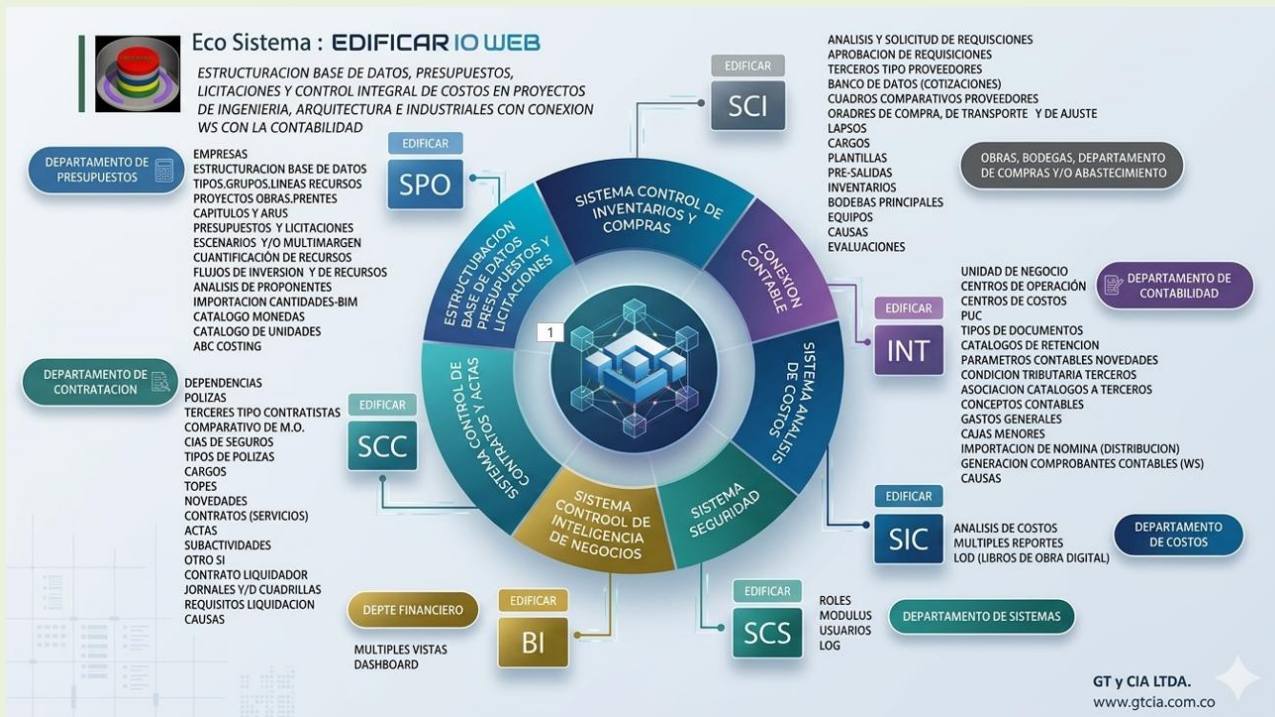 Eco Sistema : EDIFICAR IO WEB
ESTRUCTURACION BASE DE DATOS, PRESUPUESTOS,
LICITACIONES Y CONTROL INTEGRAL DE COSTOS EN PROYECTOS
DE INGENIERIA, ARQUITECTURA E INDUSTRIALES CON CONEXION
WS CON LA CONTABILIDAD
DEPARTAMENTO DE
PRESUPUESTOS
EMPRESAS
ESTRUCTURACION BASE DE DATOS
TIPOS.GRUPOS.LINEAS RECURSOS
PROYECTOS OBRAS.PRENTES
CAPITULOS Y ARUS
PRESUPUESTOS Y LICITACIONES
ESCENARIOS Y/O MULTIMARGEN
CUANTIFICACIÓN DE RECURSOS
FLUJOS DE INVERSION Y DE RECURSOS
ANALISIS DE PROPONENTES
IMPORTACION CANTIDADES-BIM
CATALOGO MONEDAS
CATALOGO DE UNIDADES
ABC COSTING
EDIFICAR
SPO
EDIFICAR
SCI
ANALISIS Y SOLICITUD DE REQUISCIONES
APROBACION DE REQUISICIONES
TERCEROS TIPO PROVEEDORES
BANCO DE DATOS (COTIZACIONES)
CUADROS COMPARATIVOS PROVEEDORES
ORADRES DE COMPRA, DE TRANSPORTE Y DE AJUSTE
LAPSOS
CARGOS
PLANTILLAS
PRE-SALIDAS
INVENTARIOS
BODEBAS PRINCIPALES
EQUIPOS
CAUSAS
EVALUACIONES
OBRAS, BODEGAS, DEPARTAMENTO
DE COMPRAS Y/O ABASTECIMIENTO
ESTRUCTURACION
BASE DE DATOS
PRESUPUESTOS Y
LICITACIONES
SISTEMA CONTROL DE
INVENTARIOS Y
COMPRAS
CONEXION
CONTABLE
SISTEMA ANALISIS
DE COSTOS
SISTEMA
SEGURIDAD
SISTEMA
CONTROOL DE
INTELIGENCIA
DE NEGOCIOS
SISTEMA CONTROL DE
CONTRATOS Y ACTAS
1
EDIFICAR
INT
UNIDAD DE NEGOCIO
CENTROS DE OPERACIÓN
CENTROS DE COSTOS
PUC
TIPOS DE DOCUMENTOS
CATALOGOS DE RETENCION
PARAMETROS CONTABLES NOVEDADES
CONDICION TRIBUTARIA TERCEROS
ASOCIACION CATALOGOS A TERCEROS
CONCEPTOS CONTABLES
GASTOS GENERALES
CAJAS MENORES
IMPORTACION DE NOMINA (DISTRIBUCION)
GENERACION COMPROBANTES CONTABLES (WS)
CAUSAS
DEPARTAMENTO DE
CONTABILIDAD
DEPARTAMENTO DE
CONTRATACION
DEPENDENCIAS
POLIZAS
TERCERES TIPO CONTRATISTAS
COMPARATIVO DE M.O.
CIAS DE SEGUROS
TIPOS DE POLIZAS
CARGOS
TOPES
NOVEDADES
CONTRATOS (SERVICIOS)
ACTAS
SUBACTIVIDADES
OTRO SI
CONTRATO LIQUIDADOR
JORNALES Y/D CUADRILLAS
REQUISITOS LIQUIDACION
CAUSAS
EDIFICAR
SCC
EDIFICAR
SIC
ANALISIS DE COSTOS
MULTIPLES REPORTES
LOD (LIBROS DE OBRA DIGITAL)
DEPARTAMENTO
DE COSTOS
DEPTE FINANCIERO
MULTIPLES VISTAS
DASHBOARD
EDIFICAR
BI
EDIFICAR
SCS
ROLES
MODULUS
USUARIOS
LOG
DEPARTAMENTO DE SISTEMAS
GT y CIA LTDA.
www.gtcia.com.co